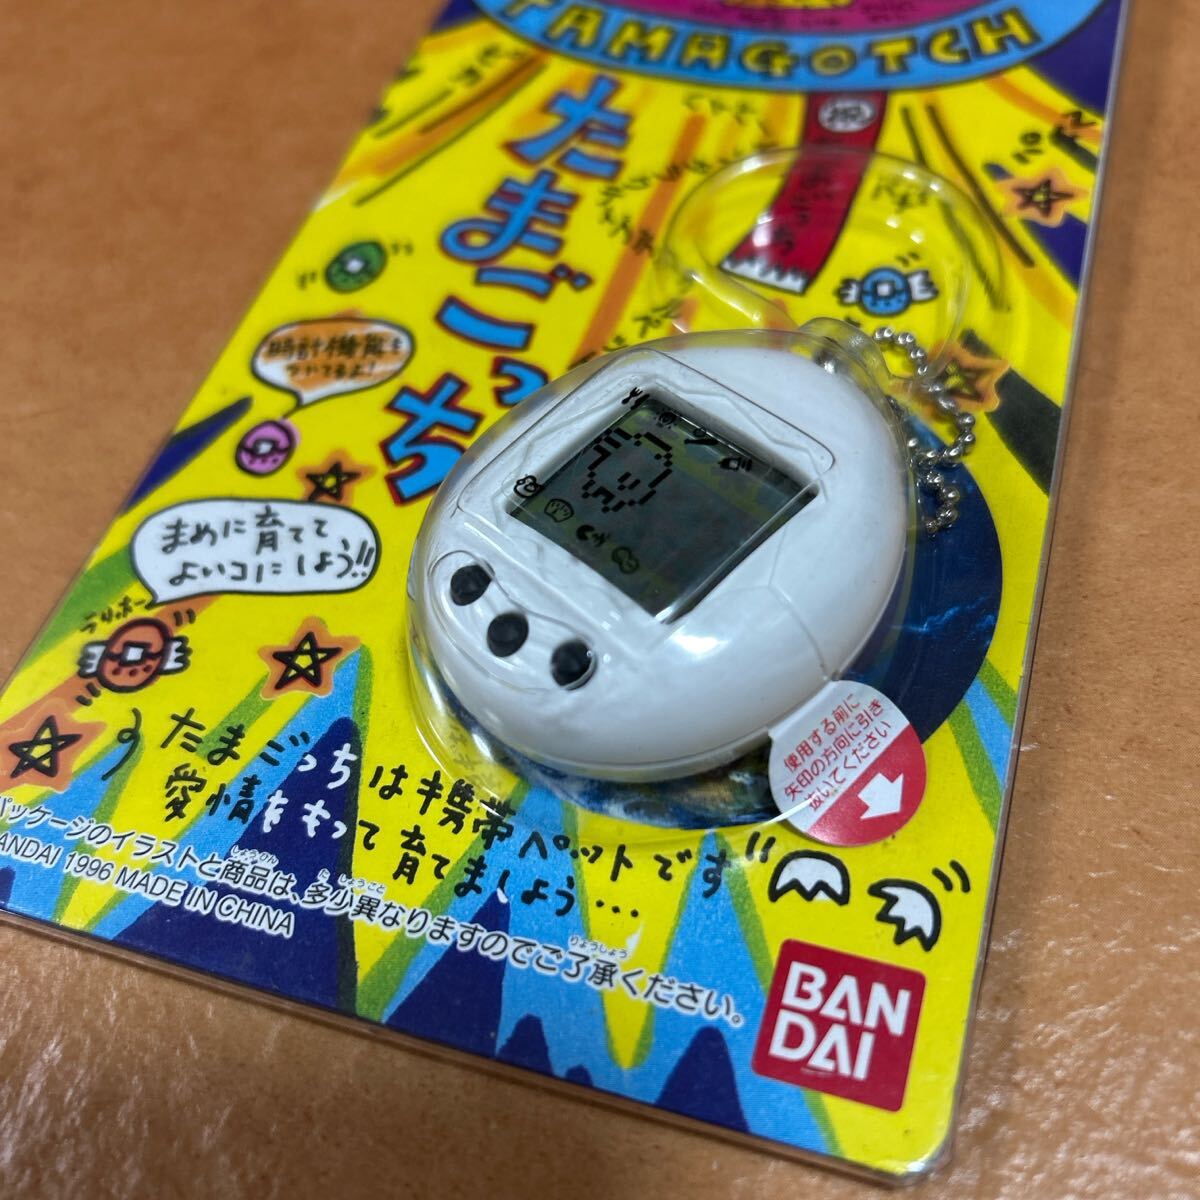 TAMAGOTCH
祝
たまごっち
時計機能も
ついてるよ!
まめに育てて、
よいコにしよう!!
たまごっちは携帯ペットです
愛情をもって育てましょう…
使用する前に
矢印の方向に引き
抜いてください
パッケージのイラストと商品は、多少異なりますのでご了承ください。
BANDAI 1996 MADE IN CHINA
BAN
DAI